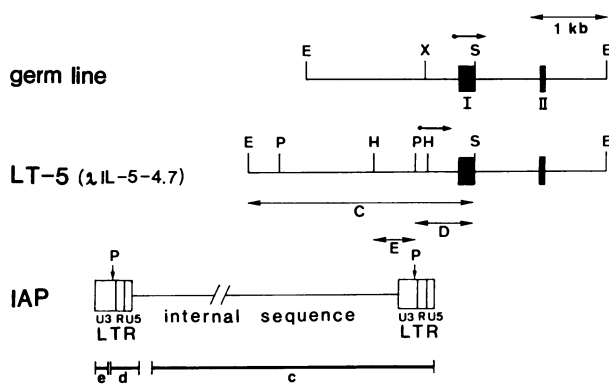 1 kb
E X S E
germ line
I II
E P H P H S E
LT-5 (λIL-5-4.7)
C
D
E
P P
IAP
U3 R U5 internal sequence U3 R U5
LTR LTR
e d c